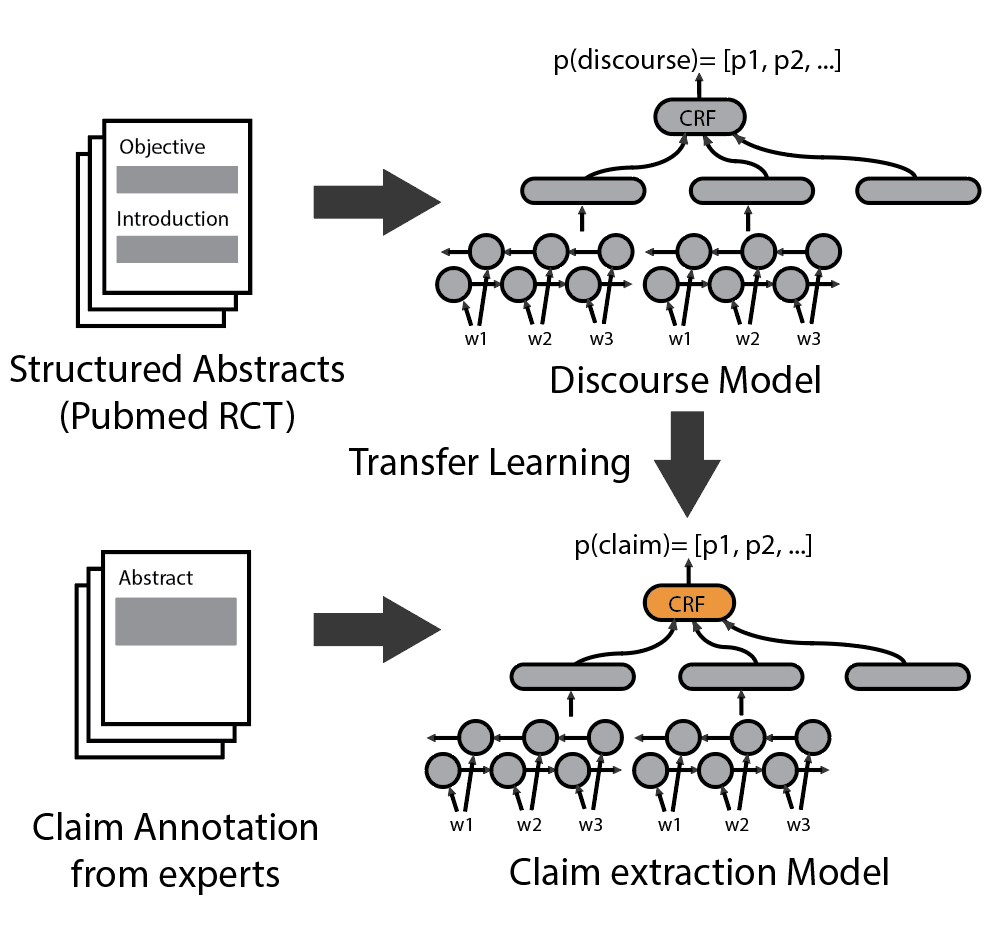 p(discourse)= [p1, p2, ...]
CRF
Objective
Introduction
w1 w2 w3 w1 w2 w3
Structured Abstracts
(Pubmed RCT)
Discourse Model
Transfer Learning
p(claim)= [p1, p2, ...]
CRF
Abstract
w1 w2 w3 w1 w2 w3
Claim Annotation
from experts
Claim extraction Model